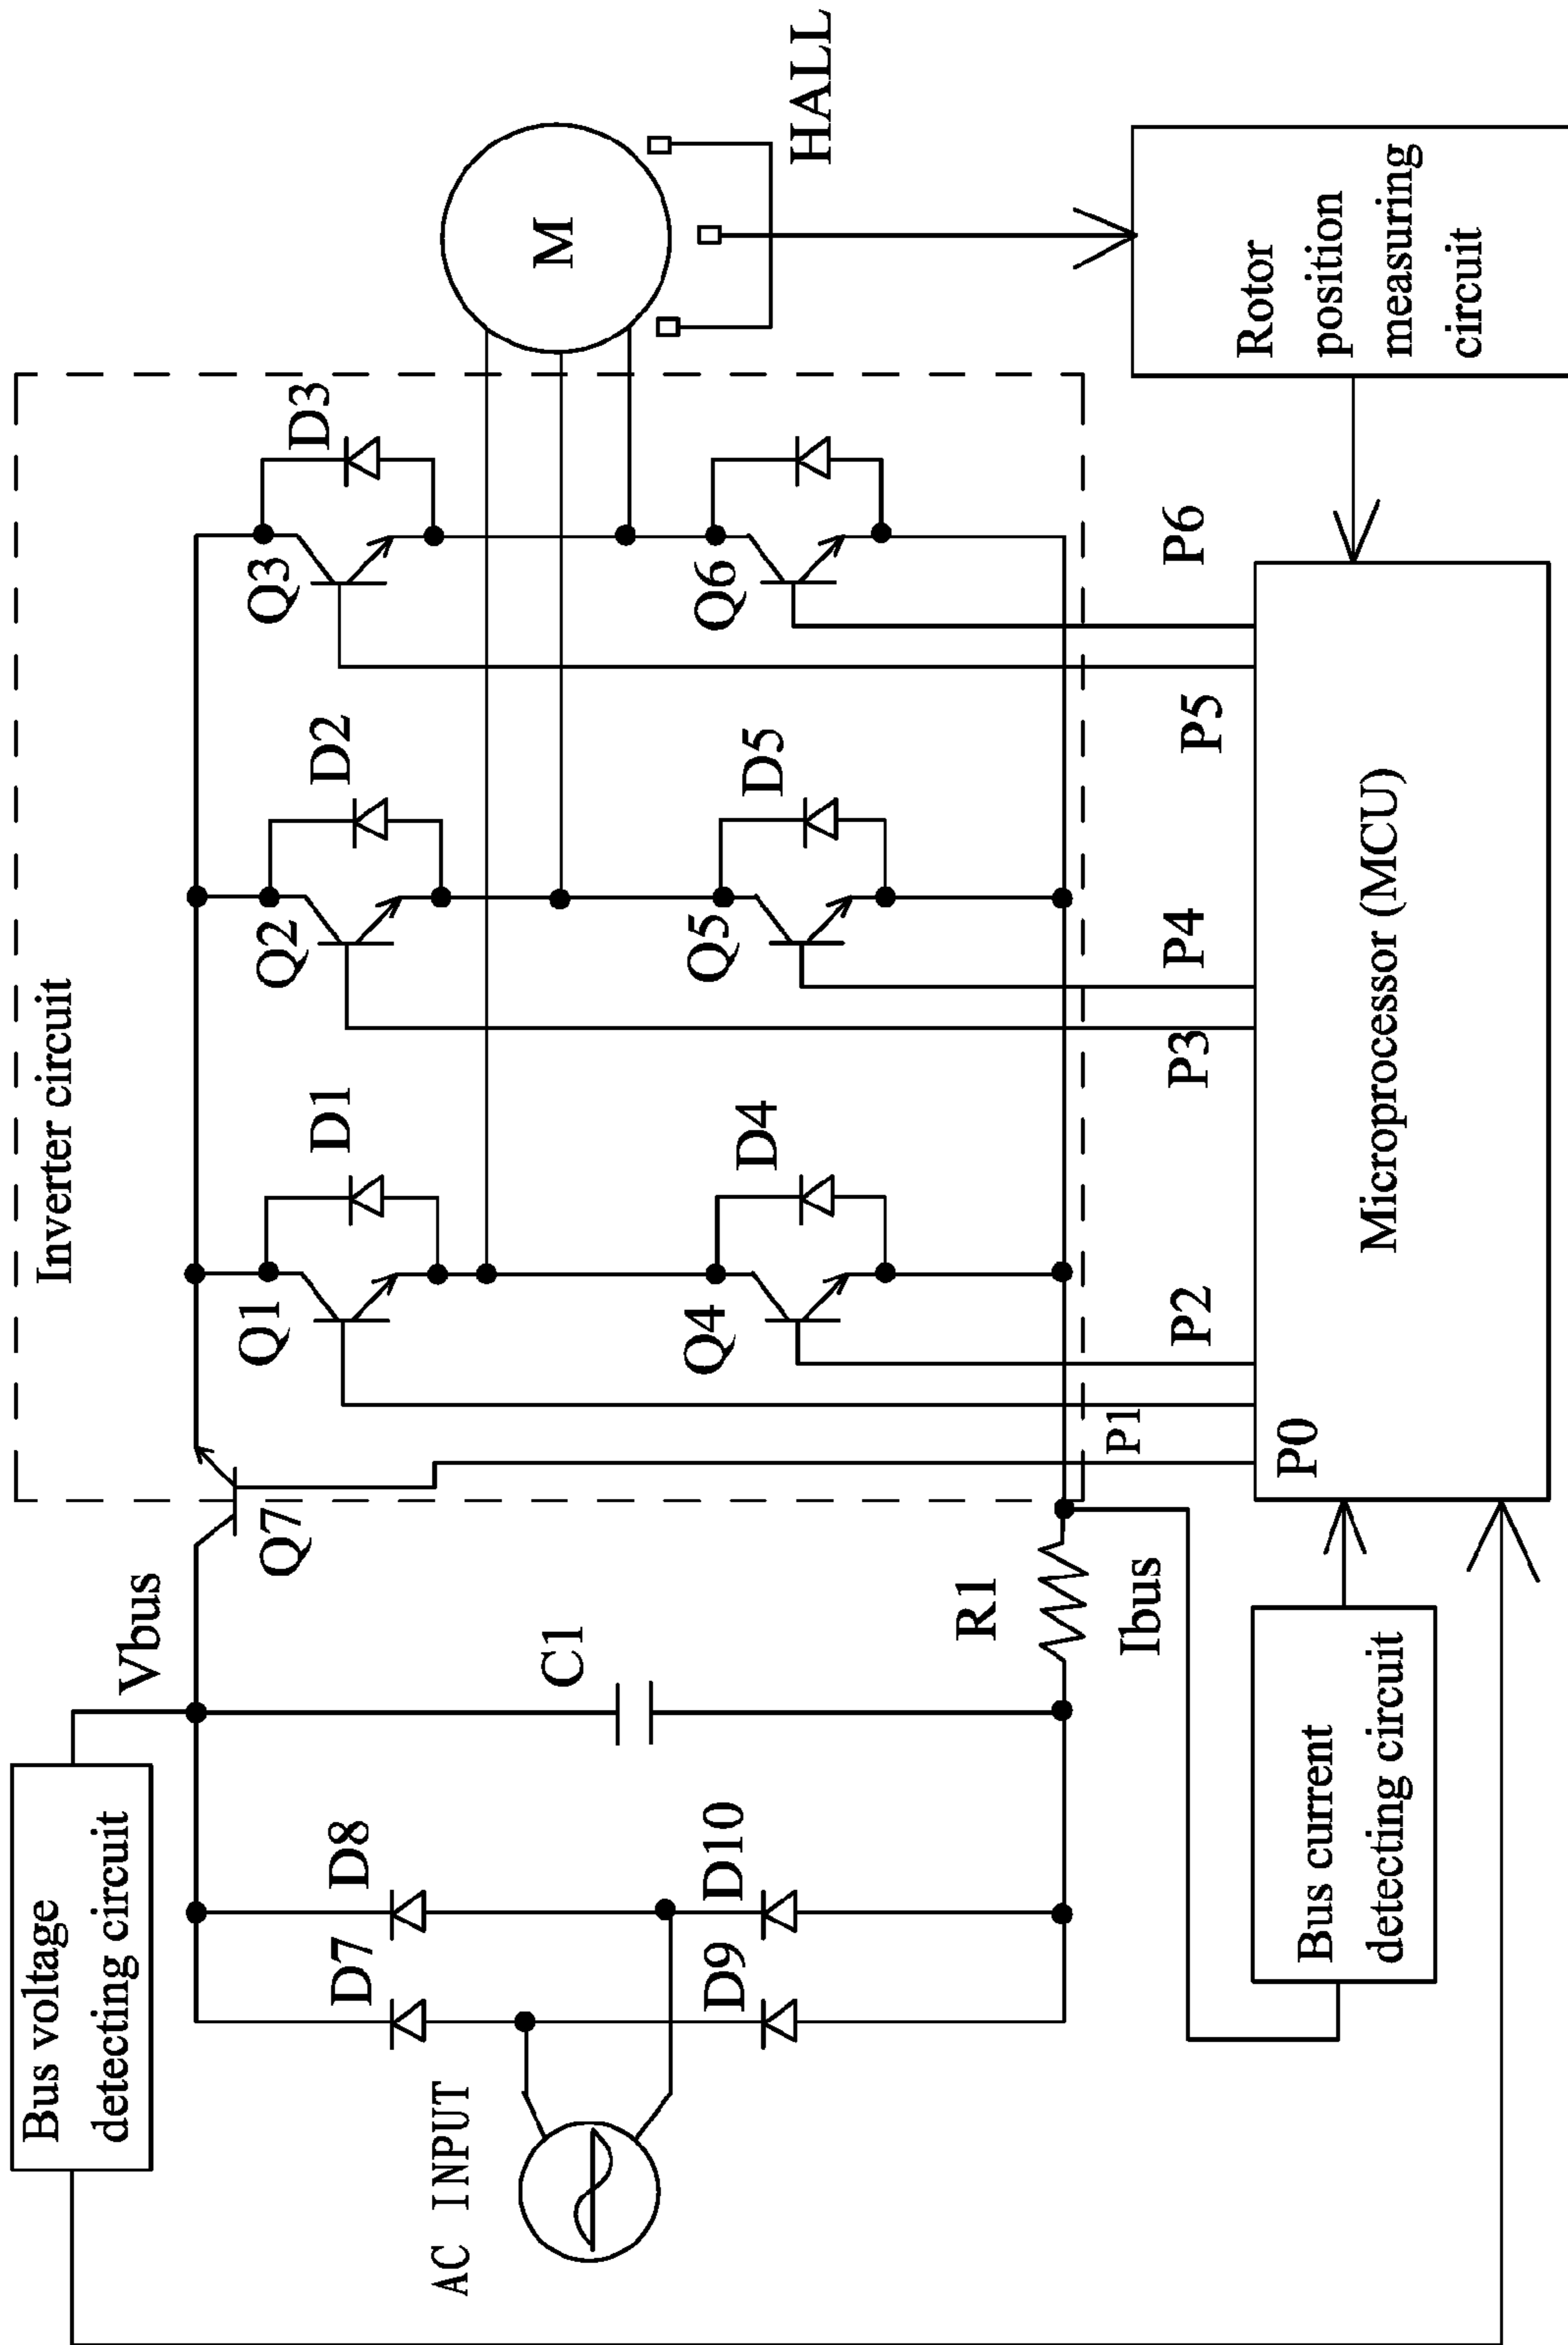 Bus voltage
detecting circuit
Vbus
Inverter circuit
AC INPUT
D7
D8
D9
D10
C1
R1
Ibus
Q7
Q1
D1
Q2
D2
Q3
D3
Q4
D4
Q5
D5
Q6
M
HALL
P0
P1
P2
P3
P4
P5
P6
Bus current
detecting circuit
Microprocessor (MCU)
Rotor
position
measuring
circuit